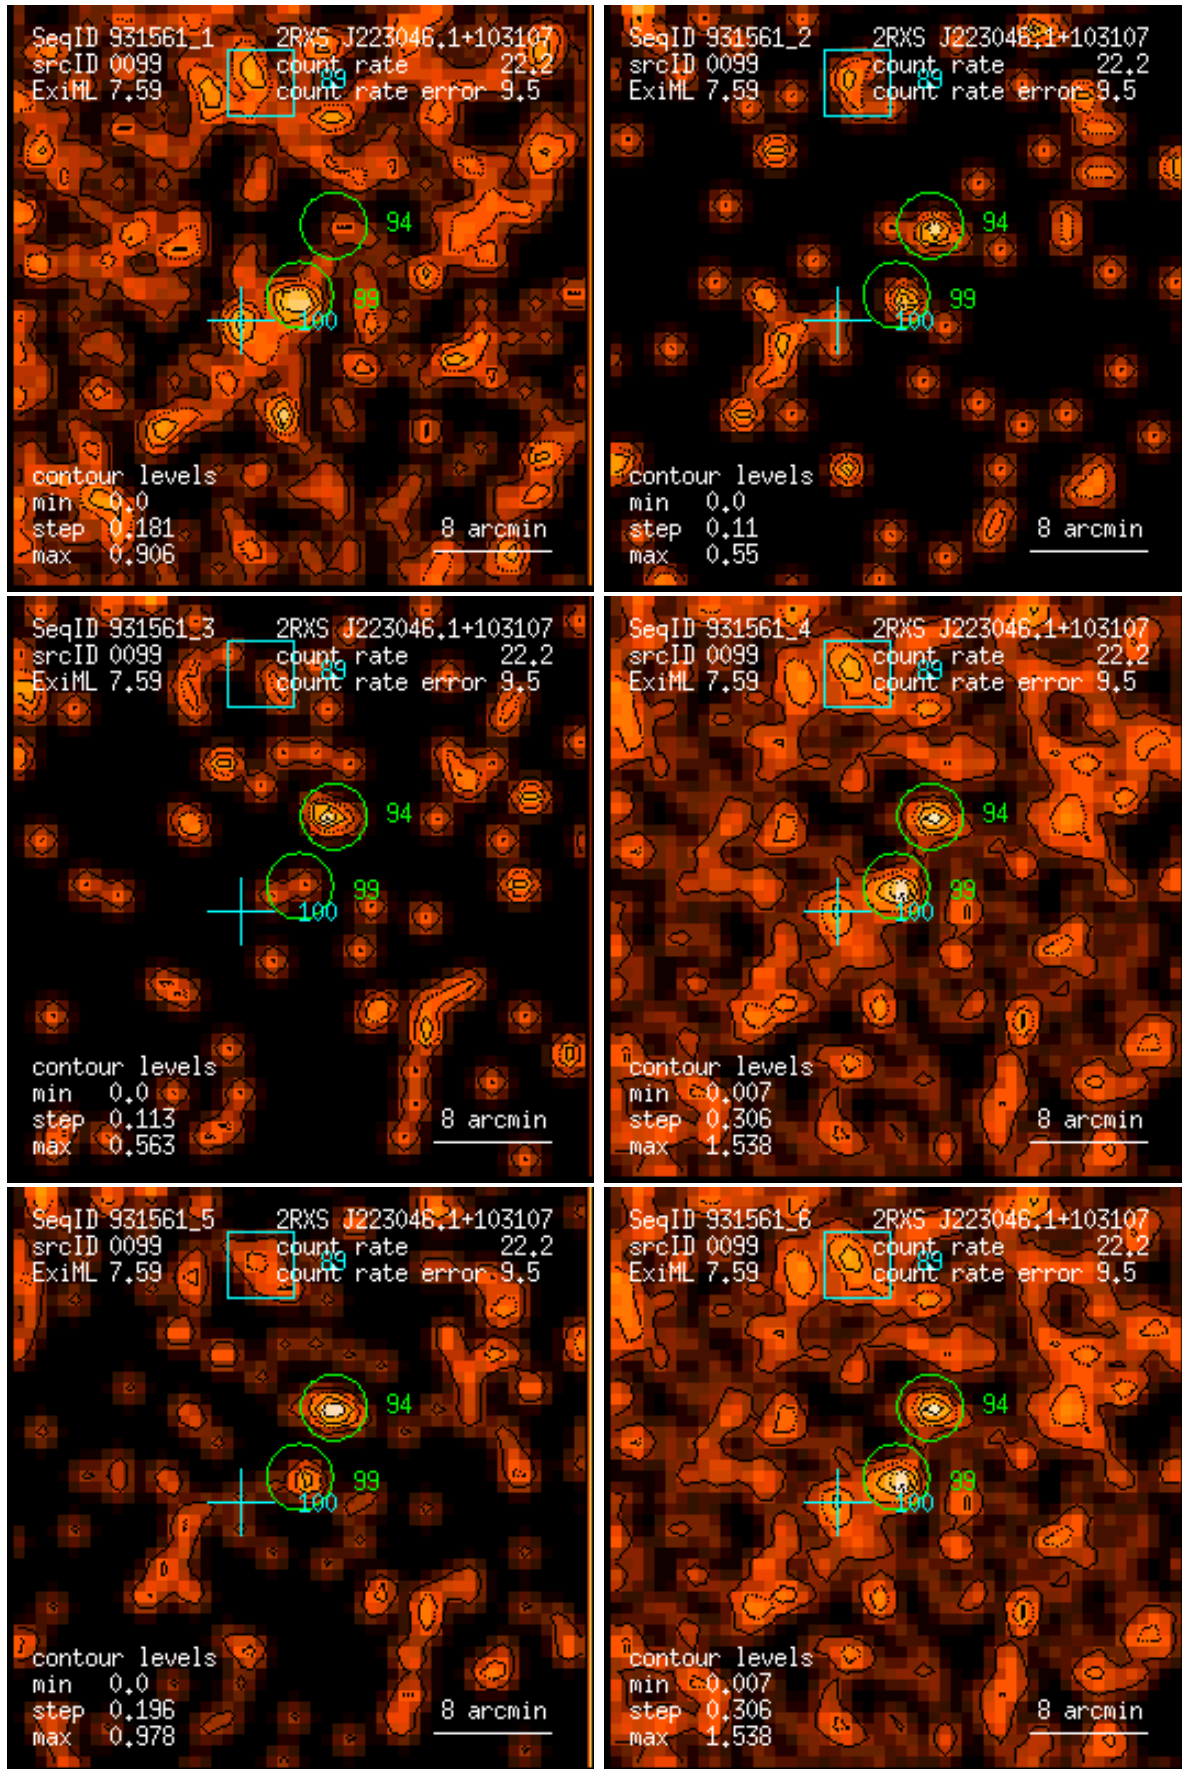 SeqID 931561_1 2RXS J223046.1+103107
srcID 0099 count rate 22.2
ExiML 7.59 count rate error 9.5
89
94
99
100
contour levels
min 0.0
step 0.181
max 0.906
8 arcmin
SeqID 931561_2 2RXS J223046.1+103107
srcID 0099 count rate 22.2
ExiML 7.59 count rate error 9.5
89
94
99
100
contour levels
min 0.0
step 0.11
max 0.55
8 arcmin
SeqID 931561_3 2RXS J223046.1+103107
srcID 0099 count rate 22.2
ExiML 7.59 count rate error 9.5
89
94
99
100
contour levels
min 0.0
step 0.113
max 0.563
8 arcmin
SeqID 931561_4 2RXS J223046.1+103107
srcID 0099 count rate 22.2
ExiML 7.59 count rate error 9.5
89
94
99
100
contour levels
min 0.007
step 0.306
max 1.538
8 arcmin
SeqID 931561_5 2RXS J223046.1+103107
srcID 0099 count rate 22.2
ExiML 7.59 count rate error 9.5
89
94
99
100
contour levels
min 0.0
step 0.196
max 0.978
8 arcmin
SeqID 931561_6 2RXS J223046.1+103107
srcID 0099 count rate 22.2
ExiML 7.59 count rate error 9.5
89
94
99
100
contour levels
min 0.007
step 0.306
max 1.538
8 arcmin